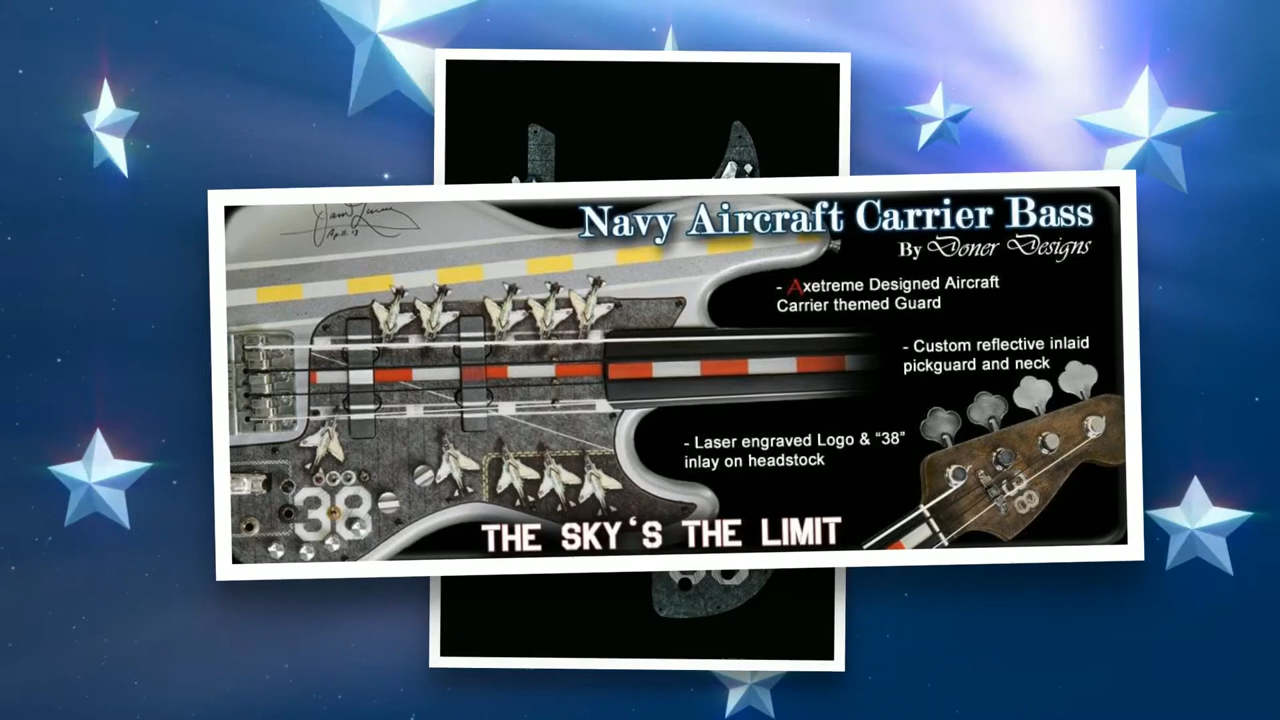 Navy Aircraft Carrier Bass
By Doner Designs
- Axetreme Designed Aircraft
Carrier themed Guard
- Custom reflective inlaid
pickguard and neck
- Laser engraved Logo & “38”
inlay on headstock
38
38
THE SKY‘S THE LIMIT